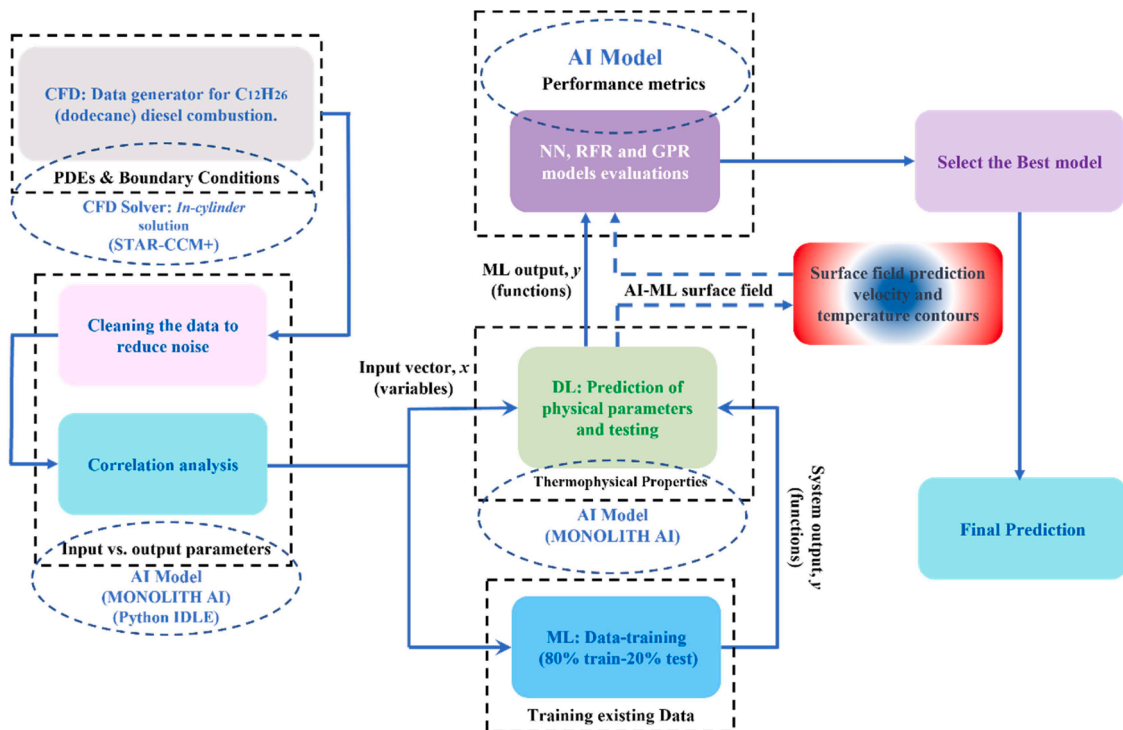 CFD: Data generator for C12H26
(dodecane) diesel combustion.
PDEs & Boundary Conditions
CFD Solver: In-cylinder
solution
(STAR-CCM+)
Cleaning the data to
reduce noise
Correlation analysis
Input vs. output parameters
AI Model
(MONOLITH AI)
(Python IDLE)
Input vector, x
(variables)
AI Model
Performance metrics
NN, RFR and GPR
models evaluations
ML output, y
(functions)
AI-ML surface field
DL: Prediction of
physical parameters
and testing
Thermophysical Properties
AI Model
(MONOLITH AI)
ML: Data-training
(80% train-20% test)
Training existing Data
System output, y
(functions)
Select the Best model
Surface field prediction
velocity and
temperature contours
Final Prediction